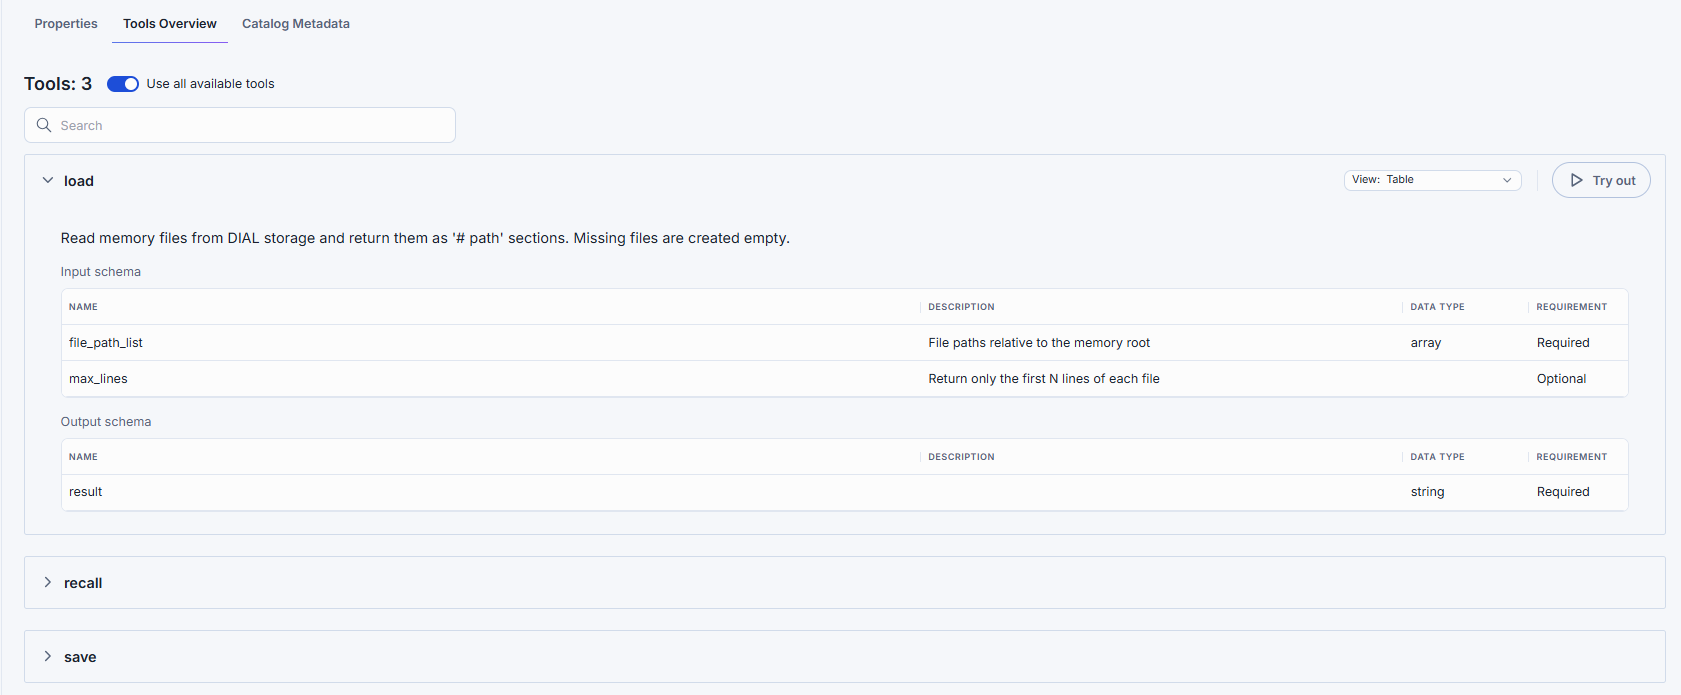 Properties Tools Overview Catalog Metadata
Tools: 3 Use all available tools
Search
load View: Table Try out
Read memory files from DIAL storage and return them as '# path' sections. Missing files are created empty.
Input schema
NAME DESCRIPTION DATA TYPE REQUIREMENT
file_path_list File paths relative to the memory root array Required
max_lines Return only the first N lines of each file Optional
Output schema
NAME DESCRIPTION DATA TYPE REQUIREMENT
result string Required
recall
save